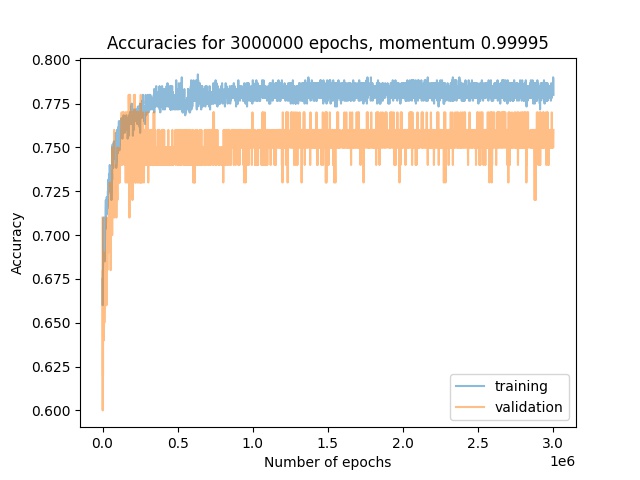 Accuracies for 3000000 epochs, momentum 0.99995
0.800
0.775
0.750
0.725
0.700
0.675
0.650
0.625
0.600
Accuracy
training
validation
0.0 0.5 1.0 1.5 2.0 2.5 3.0
1e6
Number of epochs